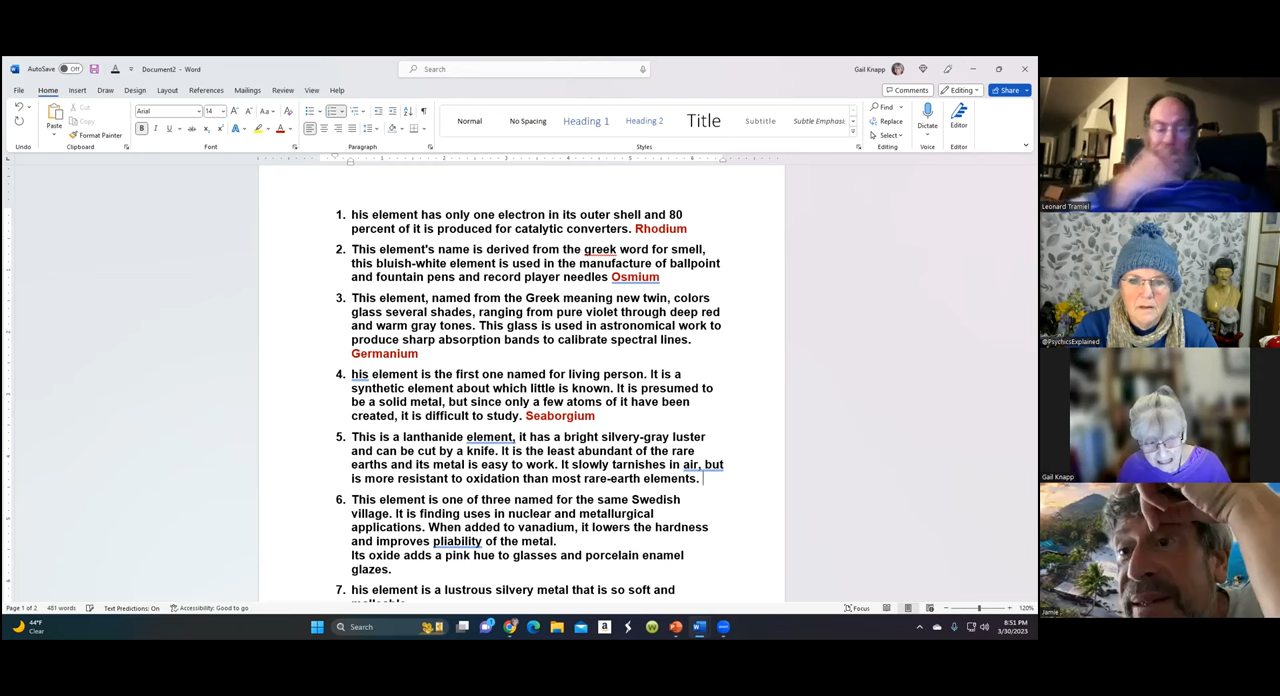 AutoSave Off Document2 - Word Search Gail Knapp
File Home Insert Draw Design Layout References Mailings Review View Help Comments Editing Share
Cut
Copy
Paste Format Painter
Arial 14
Normal No Spacing Heading 1 Heading 2 Title Subtitle Subtle Emphasis
Find
Replace
Select
Dictate Editor
Undo Clipboard Font Paragraph Styles Editing Voice Editor
1. his element has only one electron in its outer shell and 80
percent of it is produced for catalytic converters. Rhodium
2. This element's name is derived from the greek word for smell,
this bluish-white element is used in the manufacture of ballpoint
and fountain pens and record player needles Osmium
3. This element, named from the Greek meaning new twin, colors
glass several shades, ranging from pure violet through deep red
and warm gray tones. This glass is used in astronomical work to
produce sharp absorption bands to calibrate spectral lines.
Germanium
4. his element is the first one named for living person. It is a
synthetic element about which little is known. It is presumed to
be a solid metal, but since only a few atoms of it have been
created, it is difficult to study. Seaborgium
5. This is a lanthanide element, it has a bright silvery-gray luster
and can be cut by a knife. It is the least abundant of the rare
earths and its metal is easy to work. It slowly tarnishes in air, but
is more resistant to oxidation than most rare-earth elements.
6. This element is one of three named for the same Swedish
village. It is finding uses in nuclear and metallurgical
applications. When added to vanadium, it lowers the hardness
and improves pliability of the metal.
Its oxide adds a pink hue to glasses and porcelain enamel
glazes.
7. his element is a lustrous silvery metal that is so soft and
Page 1 of 2 481 words Text Predictions: On Accessibility: Good to go Focus 120%
44°F
Clear
Search
8:51 PM
3/30/2023
Leonard Tramiel
@PsychicsExplained
Gail Knapp
Jamie